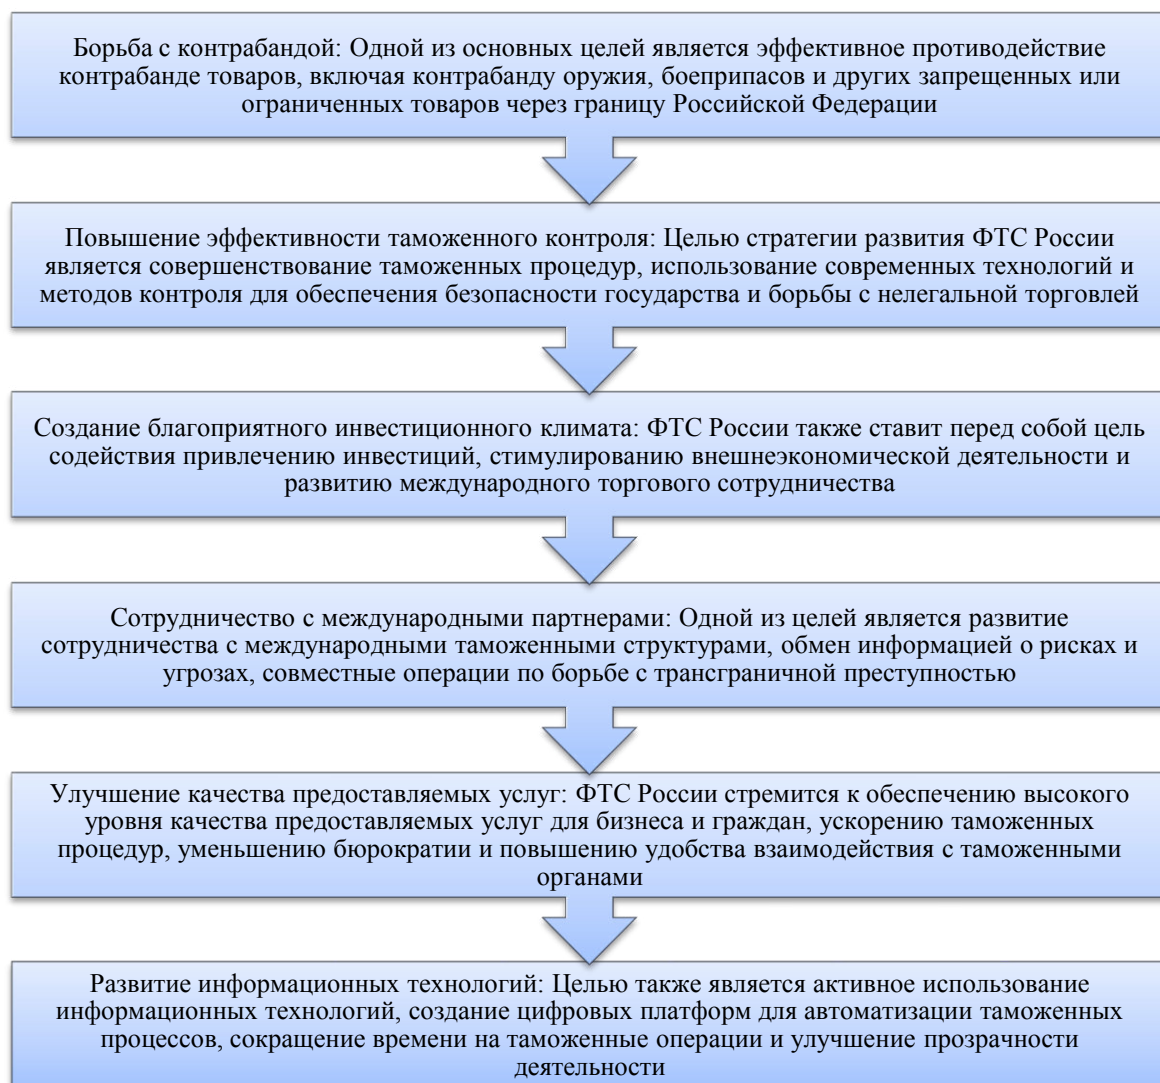 Борьба с контрабандой: Одной из основных целей является эффективное противодействие
контрабанде товаров, включая контрабанду оружия, боеприпасов и других запрещенных или
ограниченных товаров через границу Российской Федерации
Повышение эффективности таможенного контроля: Целью стратегии развития ФТС России
является совершенствование таможенных процедур, использование современных технологий и
методов контроля для обеспечения безопасности государства и борьбы с нелегальной торговлей
Создание благоприятного инвестиционного климата: ФТС России также ставит перед собой цель
содействия привлечению инвестиций, стимулированию внешнеэкономической деятельности и
развитию международного торгового сотрудничества
Сотрудничество с международными партнерами: Одной из целей является развитие
сотрудничества с международными таможенными структурами, обмен информацией о рисках и
угрозах, совместные операции по борьбе с трансграничной преступностью
Улучшение качества предоставляемых услуг: ФТС России стремится к обеспечению высокого
уровня качества предоставляемых услуг для бизнеса и граждан, ускорению таможенных
процедур, уменьшению бюрократии и повышению удобства взаимодействия с таможенными
органами
Развитие информационных технологий: Целью также является активное использование
информационных технологий, создание цифровых платформ для автоматизации таможенных
процессов, сокращение времени на таможенные операции и улучшение прозрачности
деятельности